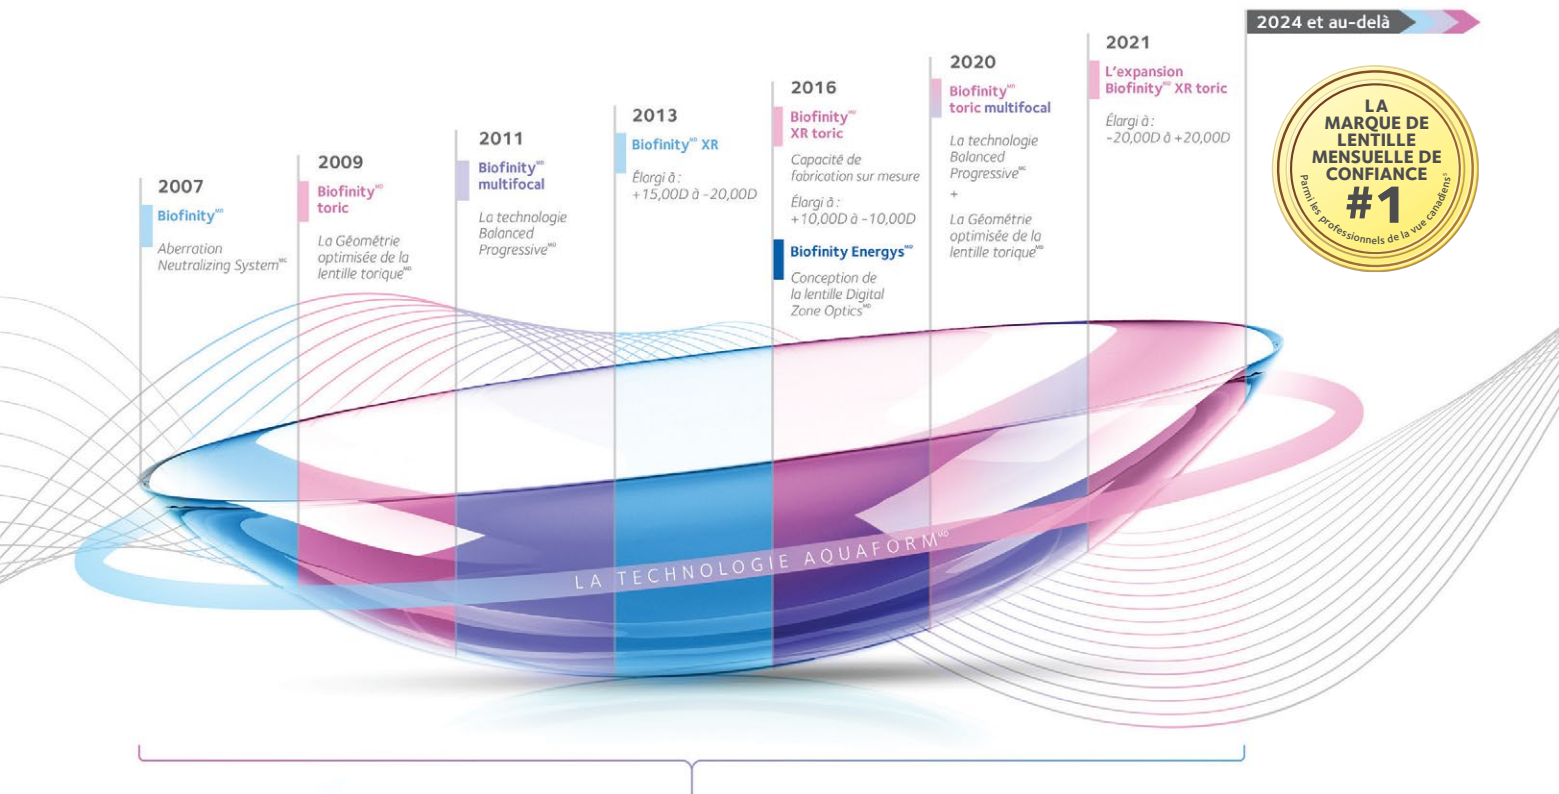 2007
Biofinity MD
Aberration
Neutralizing System MC
2009
Biofinity MD
toric
La Géométrie
optimisée de la
lentille torique MD
2011
Biofinity MD
multifocal
La technologie
Balanced
Progressive MD
2013
Biofinity MD XR
Élargi à :
+15,00D à -20,00D
2016
Biofinity MD
XR toric
Capacité de
fabrication sur mesure
Élargi à :
+10,00D à -10,00D
Biofinity Energys MD
Conception de
la lentille Digital
Zone Optics MD
2020
Biofinity MD
toric multifocal
La technologie
Balanced
Progressive MC
+
La Géométrie
optimisée de la
lentille torique MD
2021
L'expansion
Biofinity MD XR toric
Élargi à :
-20,00D à +20,00D
2024 et au-delà
LA
MARQUE DE
LENTILLE
MENSUELLE DE
CONFIANCE
#1
Parmi les professionnels de la vue canadiens
LA TECHNOLOGIE AQUAFORM MD